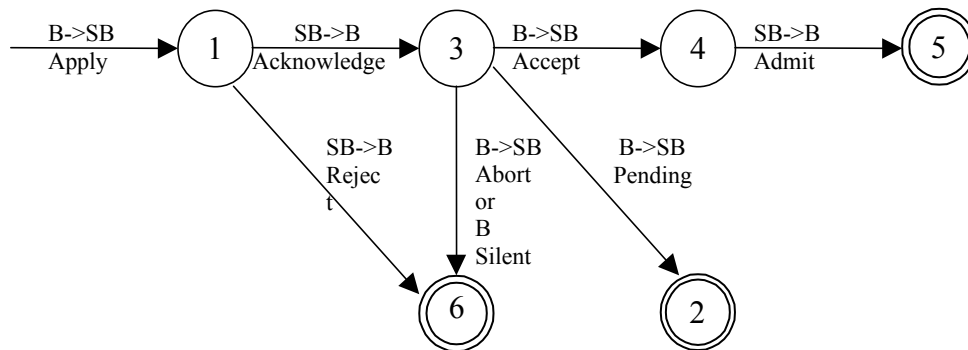 B->SB
Apply
1
SB->B
Acknowledge
3
B->SB
Accept
4
SB->B
Admit
5
SB->B
Rejec
t
B->SB
Abort
or
B
Silent
B->SB
Pending
6
2